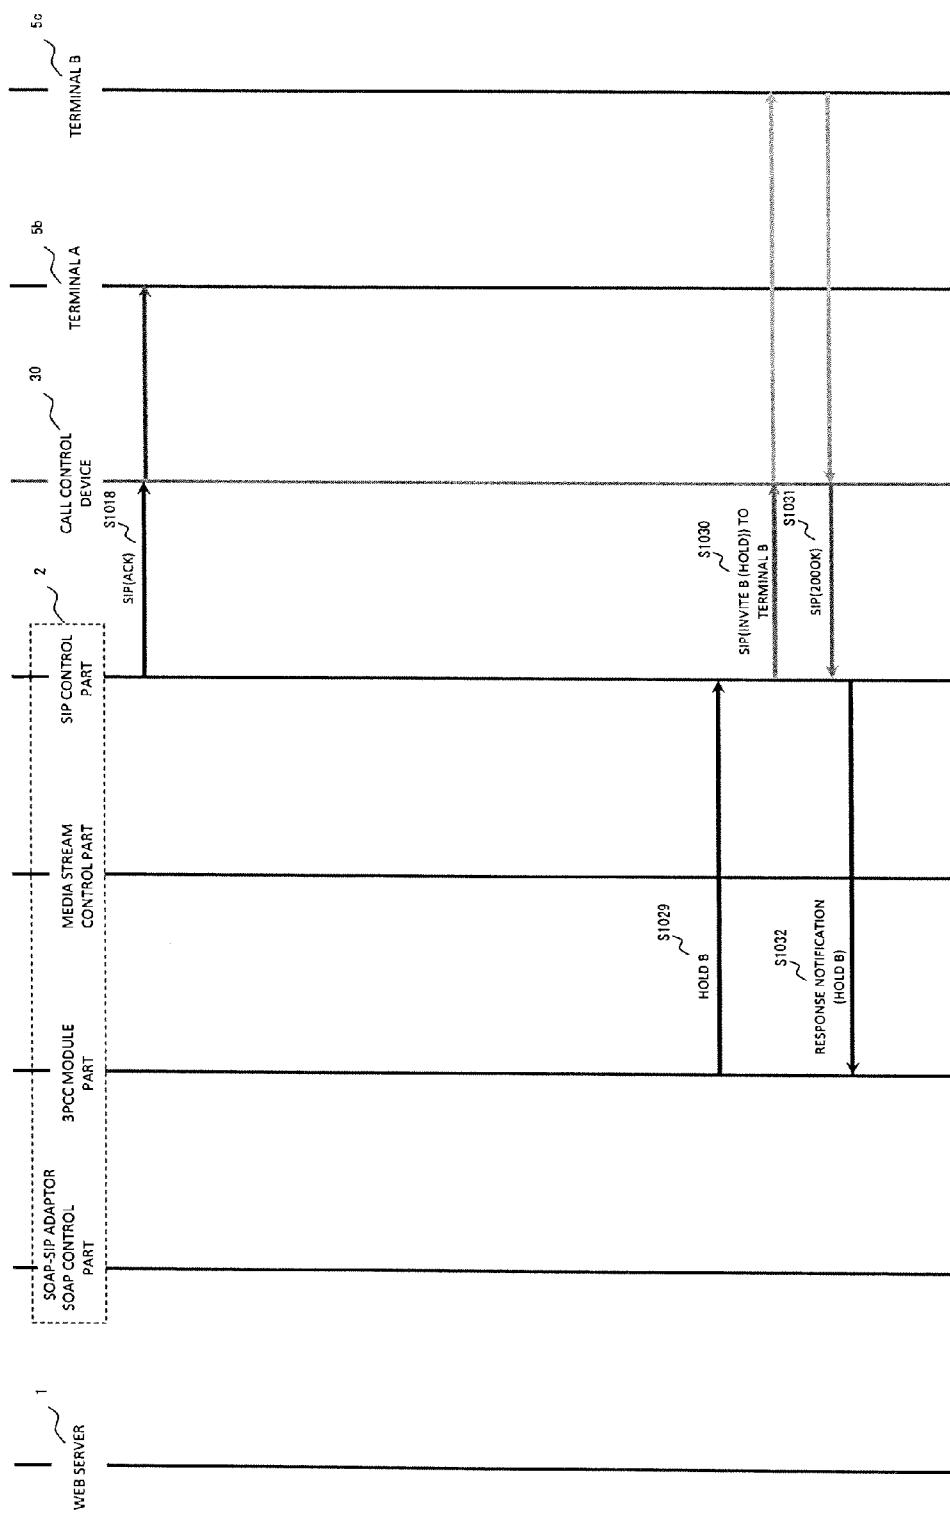 WEB SERVER
1
SOAP-SIP ADAPTOR
SOAP CONTROL
PART
3PCC MODULE
PART
MEDIA STREAM
CONTROL PART
SIP CONTROL
PART
2
CALL CONTROL
DEVICE
30
TERMINAL A
5b
TERMINAL B
5c
S1018
SIP(ACK)
S1029
HOLD B
S1030
SIP(INVITE B (HOLD)) TO
TERMINAL B
S1031
SIP(200OK)
S1032
RESPONSE NOTIFICATION
(HOLD B)